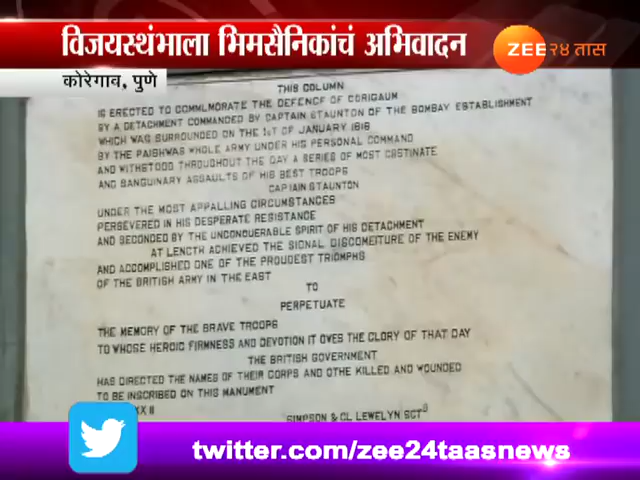 विजयस्थंभाला भिमसैनिकांचं अभिवादन
ZEE २४ तास
कोरेगाव, पुणे
THIS COLUMN
IS ERECTED TO COMMLMORATE THE DEFENCE OF CORIGAUM
BY A DETACHMENT COMMANDED BY CAPTAIN STAUNTON OF THE BOMBAY ESTABLISHMENT
WHICH WAS SURROUNDED ON THE 1ST OF JANUARY 1818
BY THE PAISHWAS WHOLE ARMY UNDER HIS PERSONAL COMMAND
AND WITHSTOOD THROUGHOUT THE DAY A SERIES OF MOST OBSTINATE
AND SANGUINARY ASSAULTS OF HIS BEST TROOPS
CAPTAIN STAUNTON
UNDER THE MOST APPALLING CIRCUMSTANCES
PERSEVERED IN HIS DESPERATE RESISTANCE
AND SECONDED BY THE UNCONQUERABLE SPIRIT OF HIS DETACHMENT
AT LENGTH ACHIEVED THE SIGNAL DISCOMEITURE OF THE ENEMY
AND ACCOMPLISHED ONE OF THE PROUDEST TRIOMPHS
OF THE BRITISH ARMY IN THE EAST
TO
PERPETUATE
THE MEMORY OF THE BRAVE TROOPS
TO WHOSE HEROIC FIRMNESS AND DEVOTION IT OVES THE GLORY OF THAT DAY
THE BRITISH GOVERNMENT
HAS DIRECTED THE NAMES OF THEIR CORPS AND OTHE KILLED AND WOUNDED
TO BE INSCRIBED ON THIS MANUMENT
XX II
SIMPSON & CL LEWELYN SCTD
twitter.com/zee24taasnews